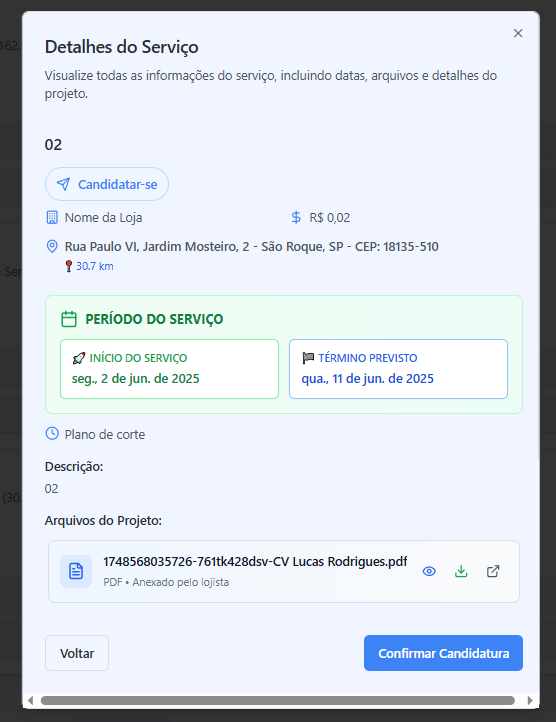 Detalhes do Serviço
Visualize todas as informações do serviço, incluindo datas, arquivos e detalhes do
projeto.
02
Candidatar-se
Nome da Loja
R$ 0,02
Rua Paulo VI, Jardim Mosteiro, 2 - São Roque, SP - CEP: 18135-510
30.7 km
PERÍODO DO SERVIÇO
INÍCIO DO SERVIÇO
seg., 2 de jun. de 2025
TÉRMINO PREVISTO
qua., 11 de jun. de 2025
Plano de corte
Descrição:
02
Arquivos do Projeto:
1748568035726-761tk428dsv-CV Lucas Rodrigues.pdf
PDF • Anexado pelo lojista
Voltar
Confirmar Candidatura